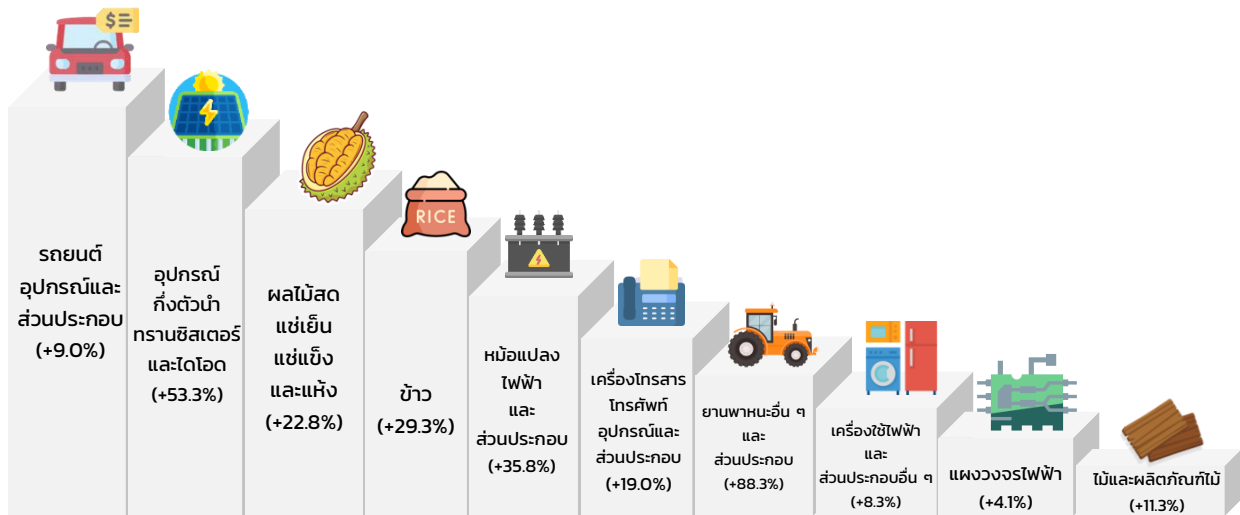 รถยนต์
อุปกรณ์และ
ส่วนประกอบ
(+9.0%)
อุปกรณ์
กึ่งตัวนำ
ทรานซิสเตอร์
และไดโอด
(+53.3%)
ผลไม้สด
แช่เย็น
แช่แข็ง
และแห้ง
(+22.8%)
RICE
ข้าว
(+29.3%)
หม้อแปลง
ไฟฟ้า
และ
ส่วนประกอบ
(+35.8%)
เครื่องโทรสาร
โทรศัพท์
อุปกรณ์และ
ส่วนประกอบ
(+19.0%)
ยานพาหนะอื่น ๆ
และ
ส่วนประกอบ
(+88.3%)
เครื่องใช้ไฟฟ้า
และ
ส่วนประกอบอื่น ๆ
(+8.3%)
แผงวงจรไฟฟ้า
(+4.1%)
ไม้และผลิตภัณฑ์ไม้
(+11.3%)